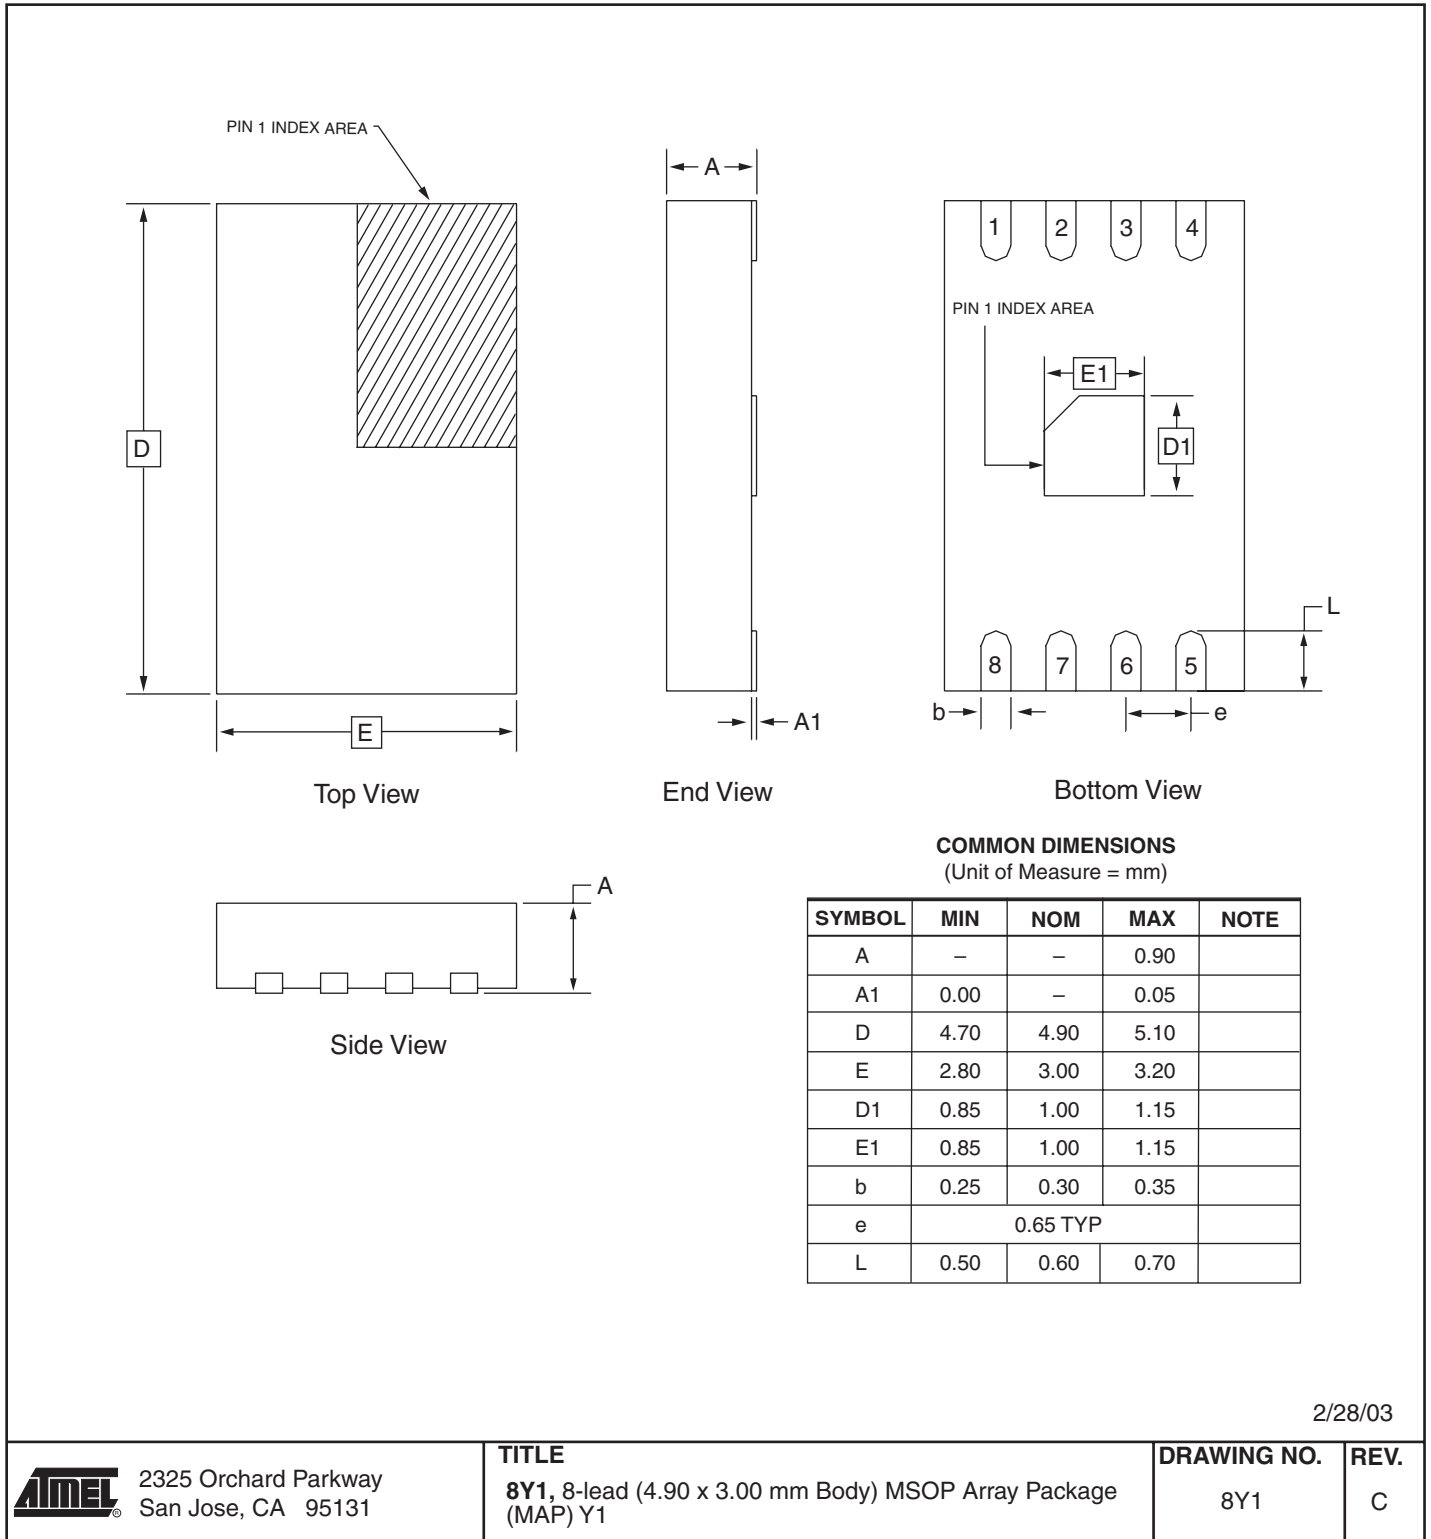 PIN 1 INDEX AREA
D
E
Top View
A
A1
End View
1 2 3 4
PIN 1 INDEX AREA
E1
D1
L
8 7 6 5
b
e
Bottom View
A
Side View
COMMON DIMENSIONS
(Unit of Measure = mm)
SYMBOL MIN NOM MAX NOTE
A – – 0.90
A1 0.00 – 0.05
D 4.70 4.90 5.10
E 2.80 3.00 3.20
D1 0.85 1.00 1.15
E1 0.85 1.00 1.15
b 0.25 0.30 0.35
e 0.65 TYP
L 0.50 0.60 0.70
2/28/03
ATMEL ®
2325 Orchard Parkway
San Jose, CA 95131
TITLE
8Y1, 8-lead (4.90 x 3.00 mm Body) MSOP Array Package
(MAP) Y1
DRAWING NO.
8Y1
REV.
C